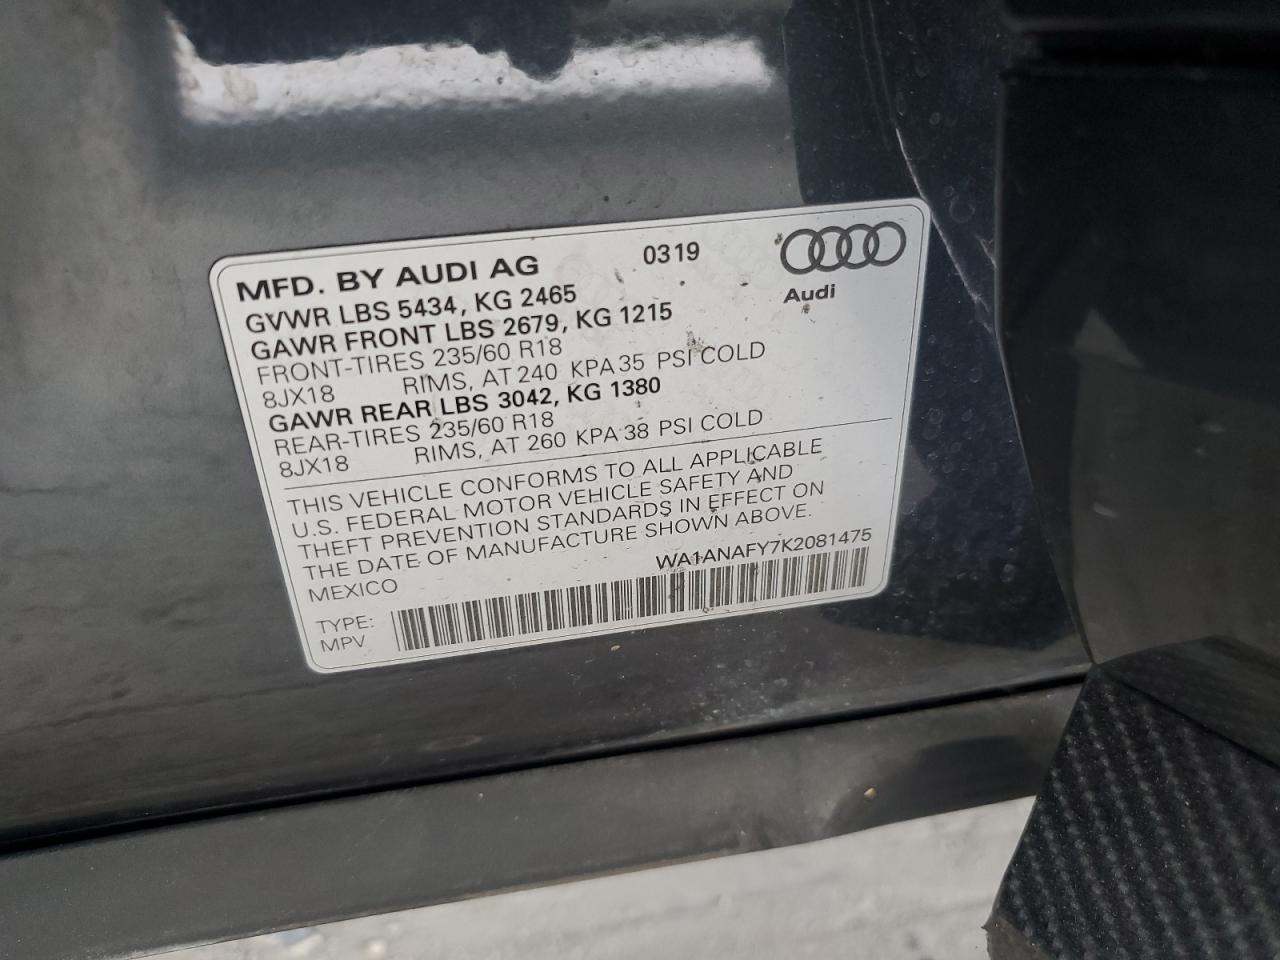 MFD. BY AUDI AG 0319
Audi
GVWR LBS 5434, KG 2465
GAWR FRONT LBS 2679, KG 1215
FRONT-TIRES 235/60 R18
8JX18 RIMS, AT 240 KPA 35 PSI COLD
GAWR REAR LBS 3042, KG 1380
REAR-TIRES 235/60 R18
8JX18 RIMS, AT 260 KPA 38 PSI COLD
THIS VEHICLE CONFORMS TO ALL APPLICABLE
U.S. FEDERAL MOTOR VEHICLE SAFETY AND
THEFT PREVENTION STANDARDS IN EFFECT ON
THE DATE OF MANUFACTURE SHOWN ABOVE.
MEXICO WA1ANAFY7K2081475
TYPE:
MPV